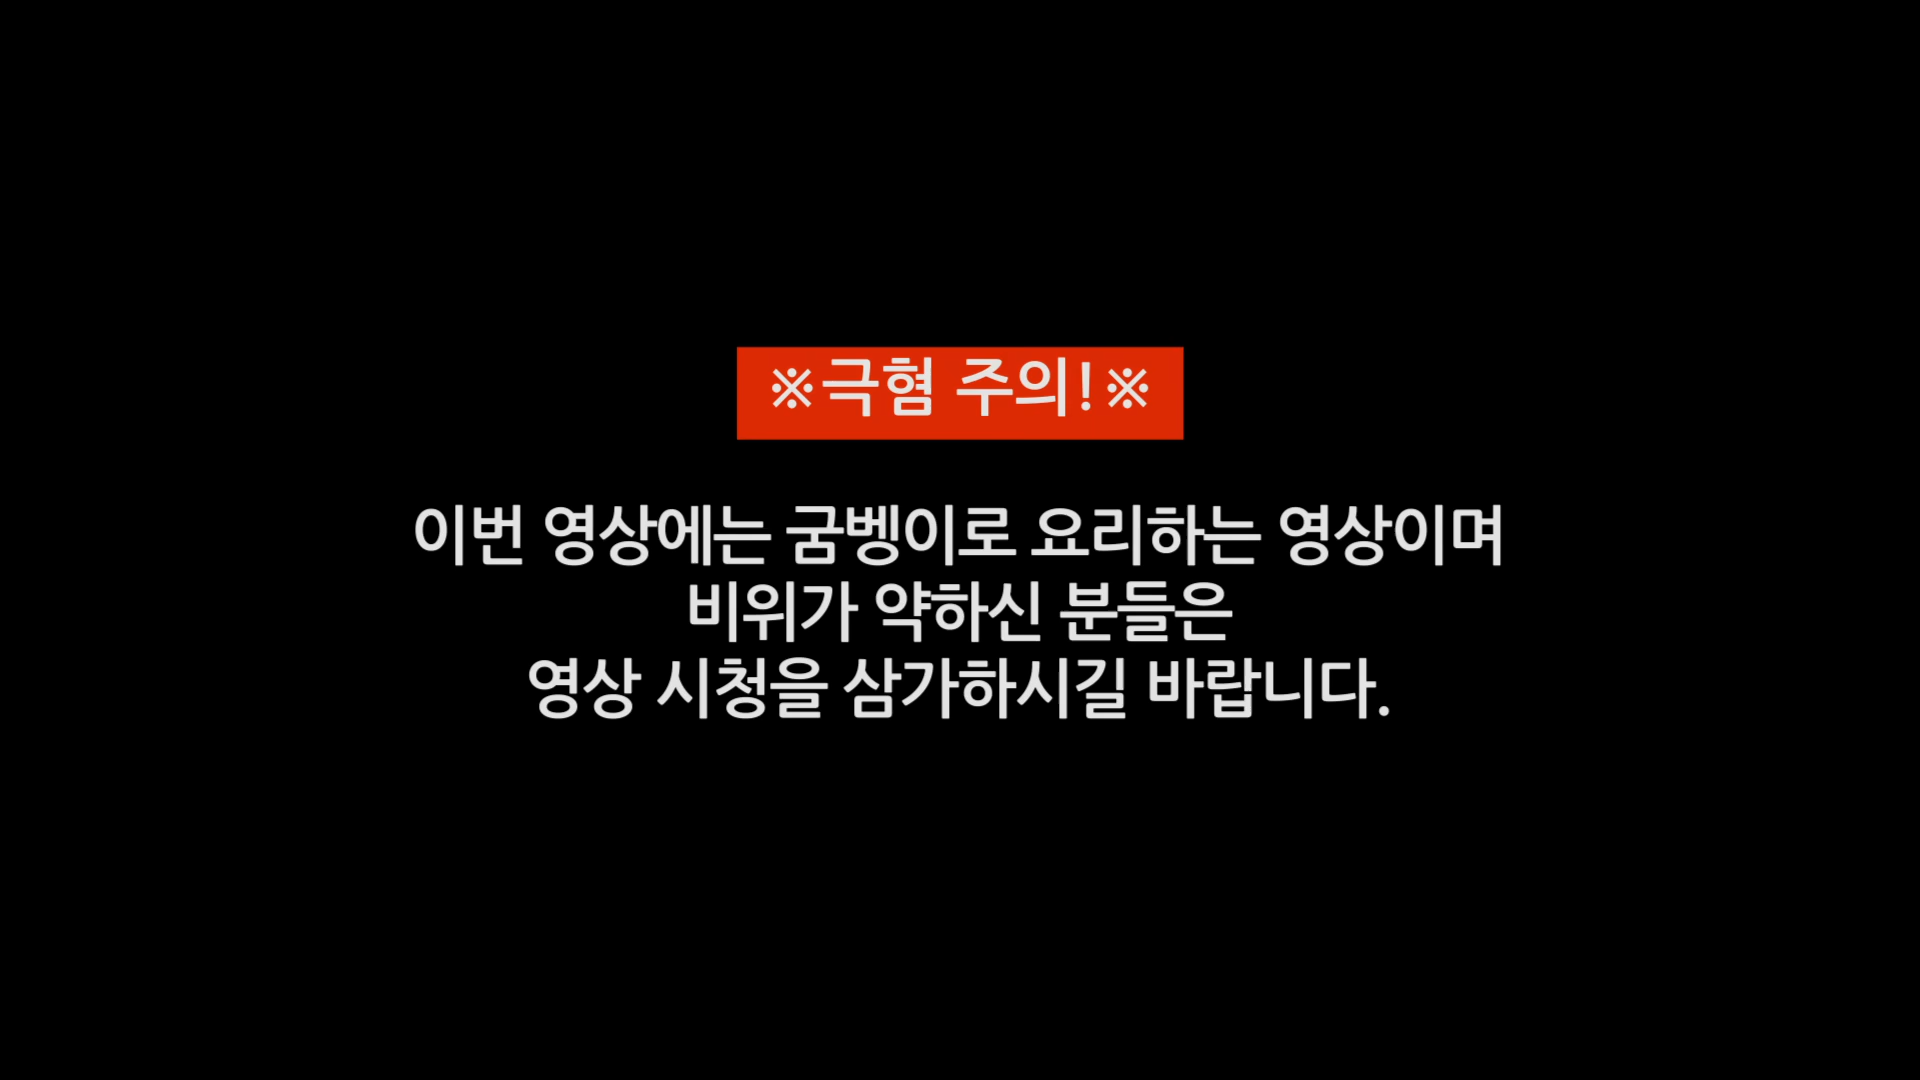 ※극혐 주의!※
이번 영상에는 굼벵이로 요리하는 영상이며
비위가 약하신 분들은
영상 시청을 삼가하시길 바랍니다.